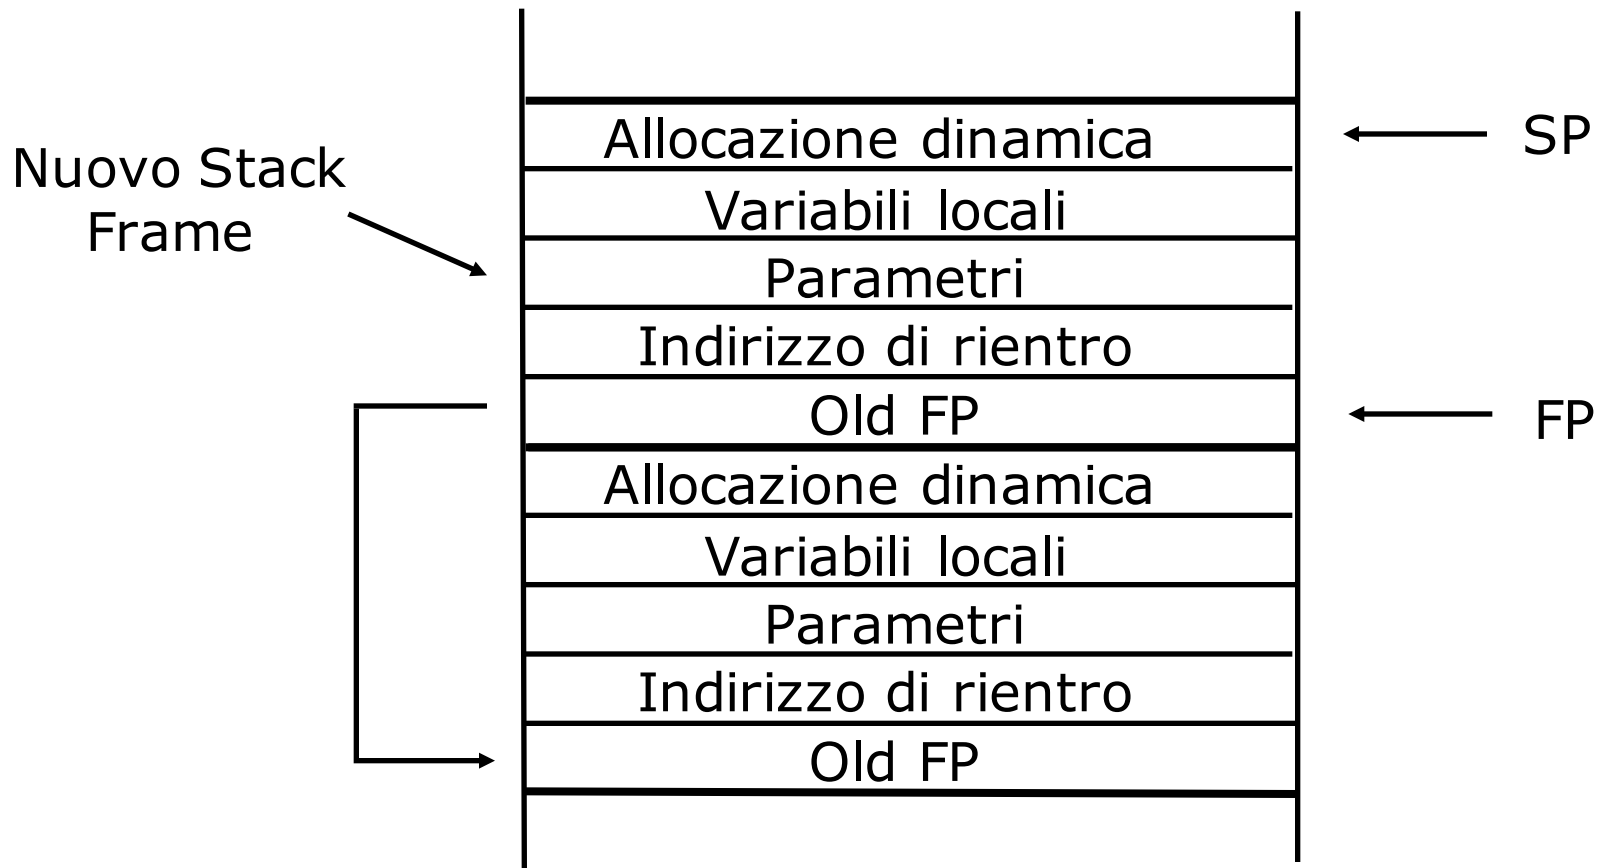 Allocazione dinamica
SP
Nuovo Stack
Frame
Variabili locali
Parametri
Indirizzo di rientro
Old FP
FP
Allocazione dinamica
Variabili locali
Parametri
Indirizzo di rientro
Old FP